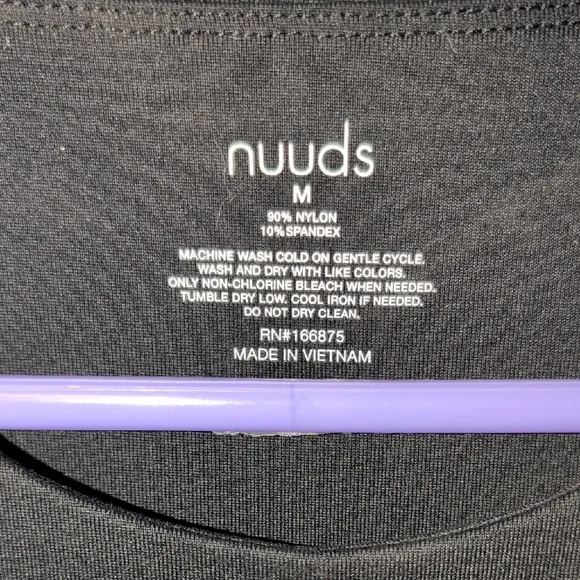 nuuds
M
90% NYLON
10% SPANDEX
MACHINE WASH COLD ON GENTLE CYCLE.
WASH AND DRY WITH LIKE COLORS.
ONLY NON-CHLORINE BLEACH WHEN NEEDED.
TUMBLE DRY LOW. COOL IRON IF NEEDED.
DO NOT DRY CLEAN.
RN#166875
MADE IN VIETNAM